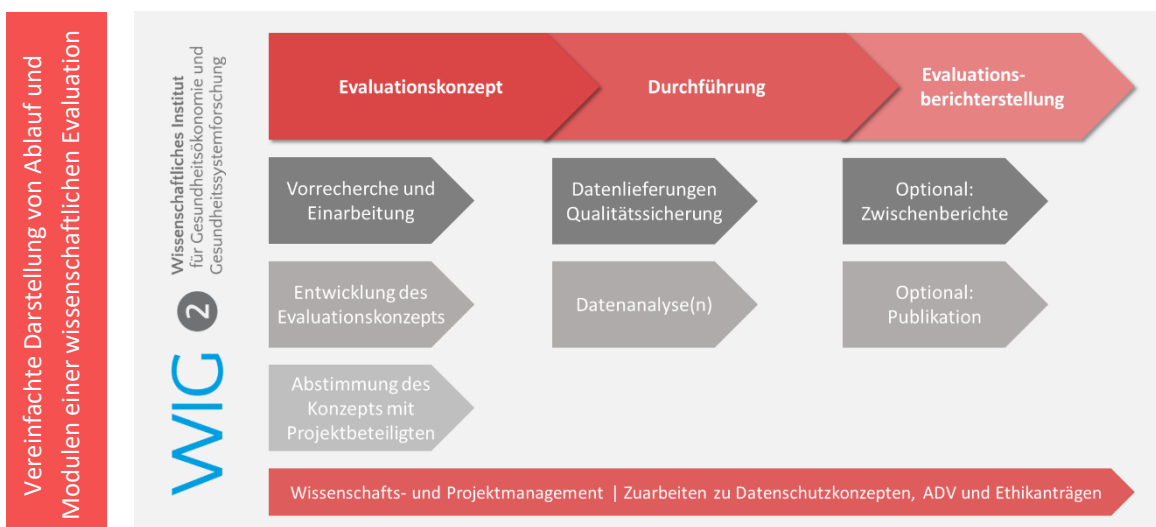 Vereinfachte Darstellung von Ablauf und
Modulen einer wissenschaftlichen Evaluation
WIG 2
Wissenschaftliches Institut
für Gesundheitsökonomie und
Gesundheitssystemforschung
Evaluationskonzept
Durchführung
Evaluations-
berichterstellung
Vorrecherche und
Einarbeitung
Datenlieferungen
Qualitätssicherung
Optional:
Zwischenberichte
Entwicklung des
Evaluationskonzepts
Datenanalyse(n)
Optional:
Publikation
Abstimmung des
Konzepts mit
Projektbeteiligten
Wissenschafts- und Projektmanagement | Zuarbeiten zu Datenschutzkonzepten, ADV und Ethikanträgen